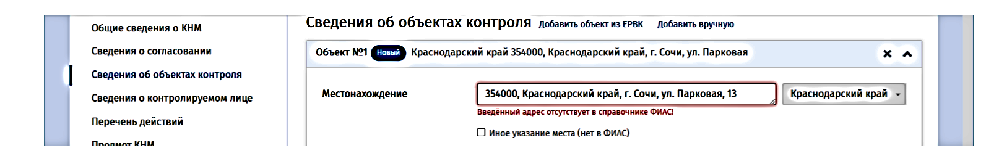 Общие сведения о КНМ
Сведения о согласовании
Сведения об объектах контроля
Сведения о контролируемом лице
Перечень действий
Предмет КНМ
Сведения об объектах контроля Добавить объект из ЕРВК Добавить вручную
Объект №1 Новый Краснодарский край 354000, Краснодарский край, г. Сочи, ул. Парковая
Местонахождение 354000, Краснодарский край, г. Сочи, ул. Парковая, 13 Краснодарский край
Введённый адрес отсутствует в справочнике ФИАС!
Иное указание места (нет в ФИАС)